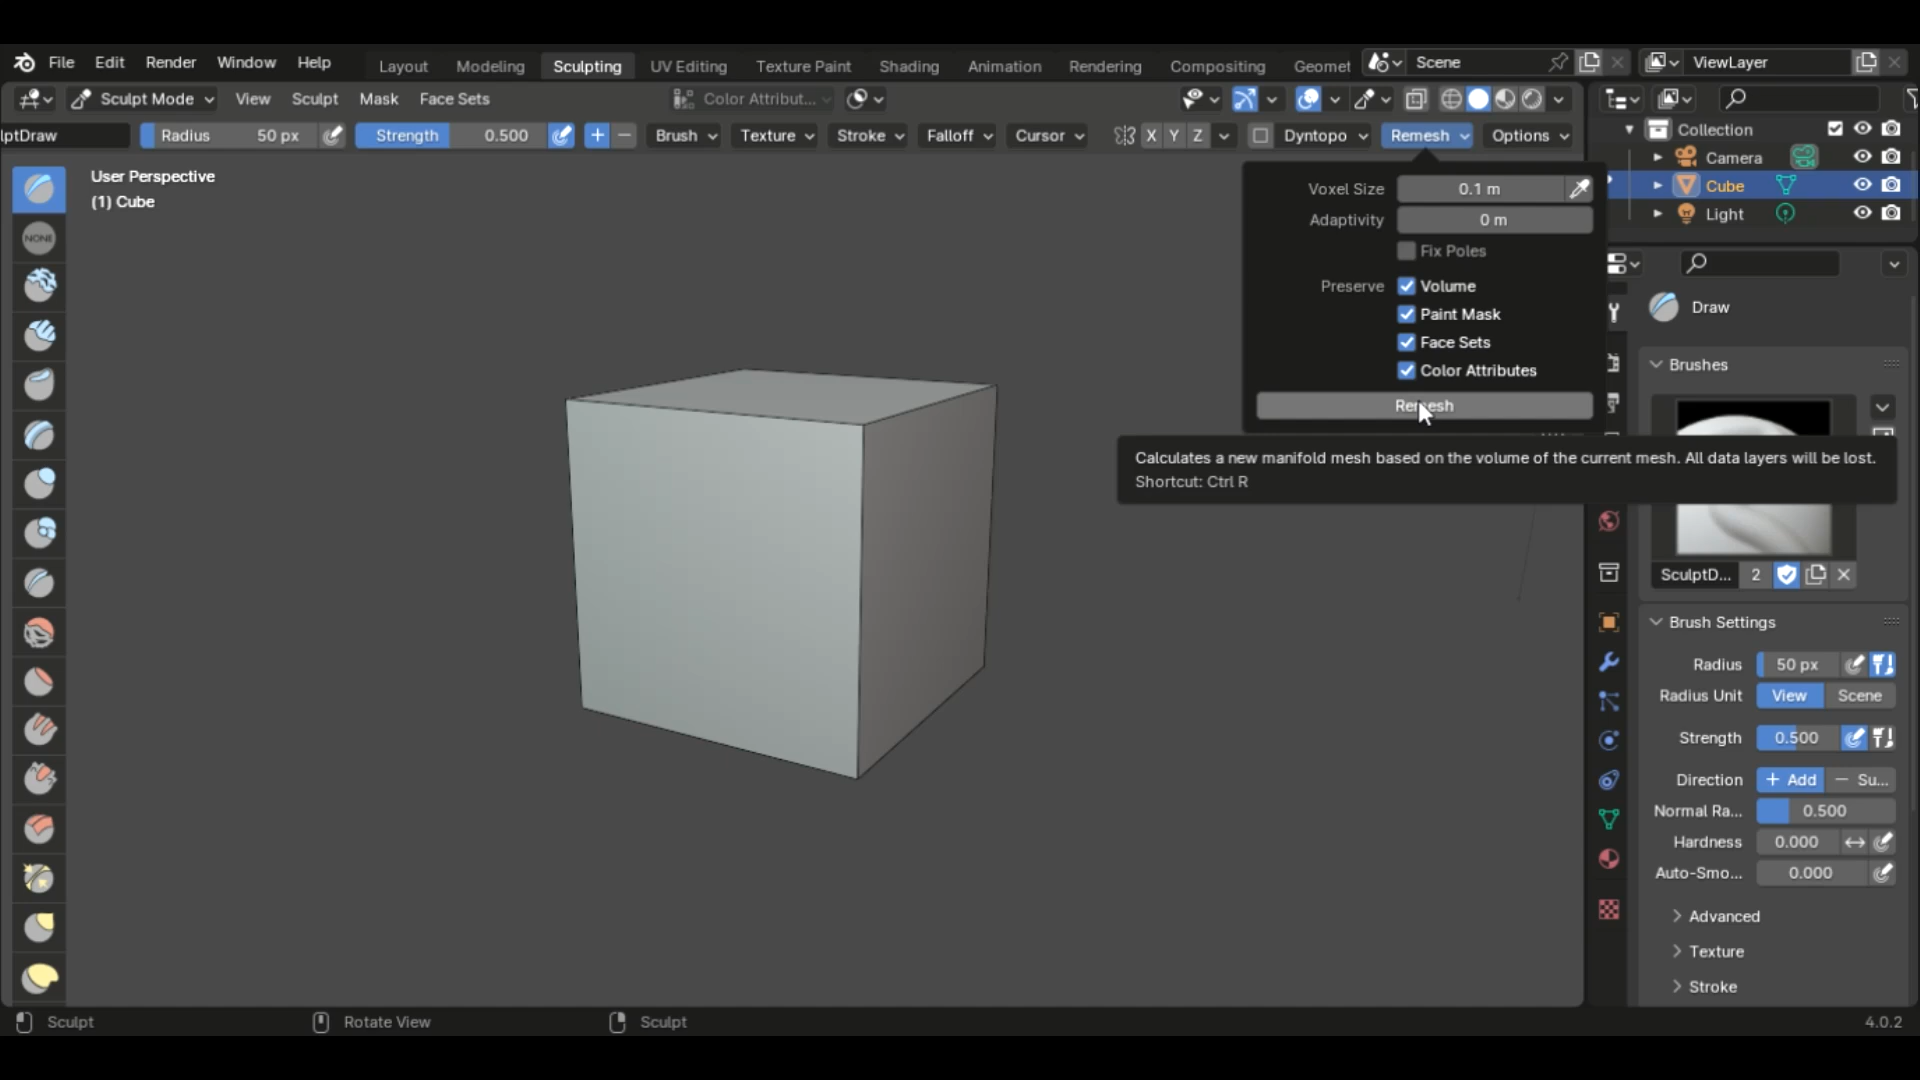 File Edit Render Window Help Layout Modeling Sculpting UV Editing Texture Paint Shading Animation Rendering Compositing Geomet Scene ViewLayer
Sculpt Mode View Sculpt Mask Face Sets Color Attribut...
lptDraw Radius 50 px Strength 0.500 Brush Texture Stroke Falloff Cursor X Y Z Dyntopo Remesh Options
User Perspective
(1) Cube
NONE
Voxel Size 0.1 m
Adaptivity 0 m
Fix Poles
Preserve Volume
Paint Mask
Face Sets
Color Attributes
Remesh
Calculates a new manifold mesh based on the volume of the current mesh. All data layers will be lost.
Shortcut: Ctrl R
Collection
Camera
Cube
Light
Draw
Brushes
SculptD... 2
Brush Settings
Radius 50 px
Radius Unit View Scene
Strength 0.500
Direction + Add − Su...
Normal Ra... 0.500
Hardness 0.000
Auto-Smo... 0.000
Advanced
Texture
Stroke
Sculpt Rotate View Sculpt 4.0.2